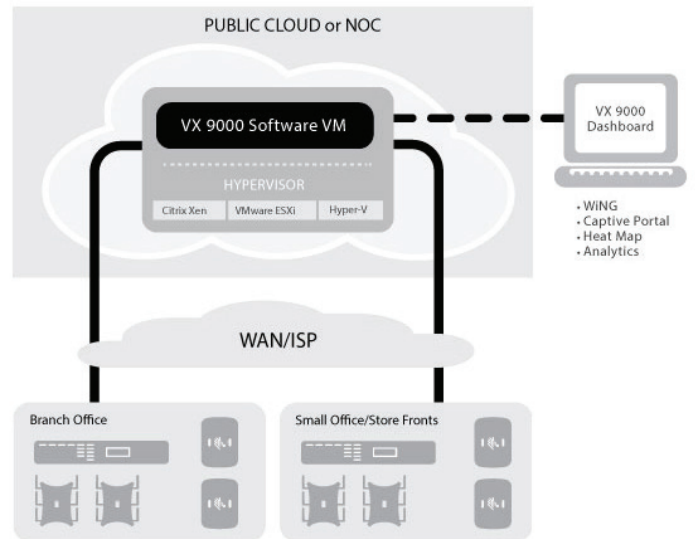 PUBLIC CLOUD or NOC
VX 9000 Software VM
HYPERVISOR
Citrix Xen
VMware ESXi
Hyper-V
VX 9000
Dashboard
• WiNG
• Captive Portal
• Heat Map
• Analytics
WAN/ISP
Branch Office
Small Office/Store Fronts